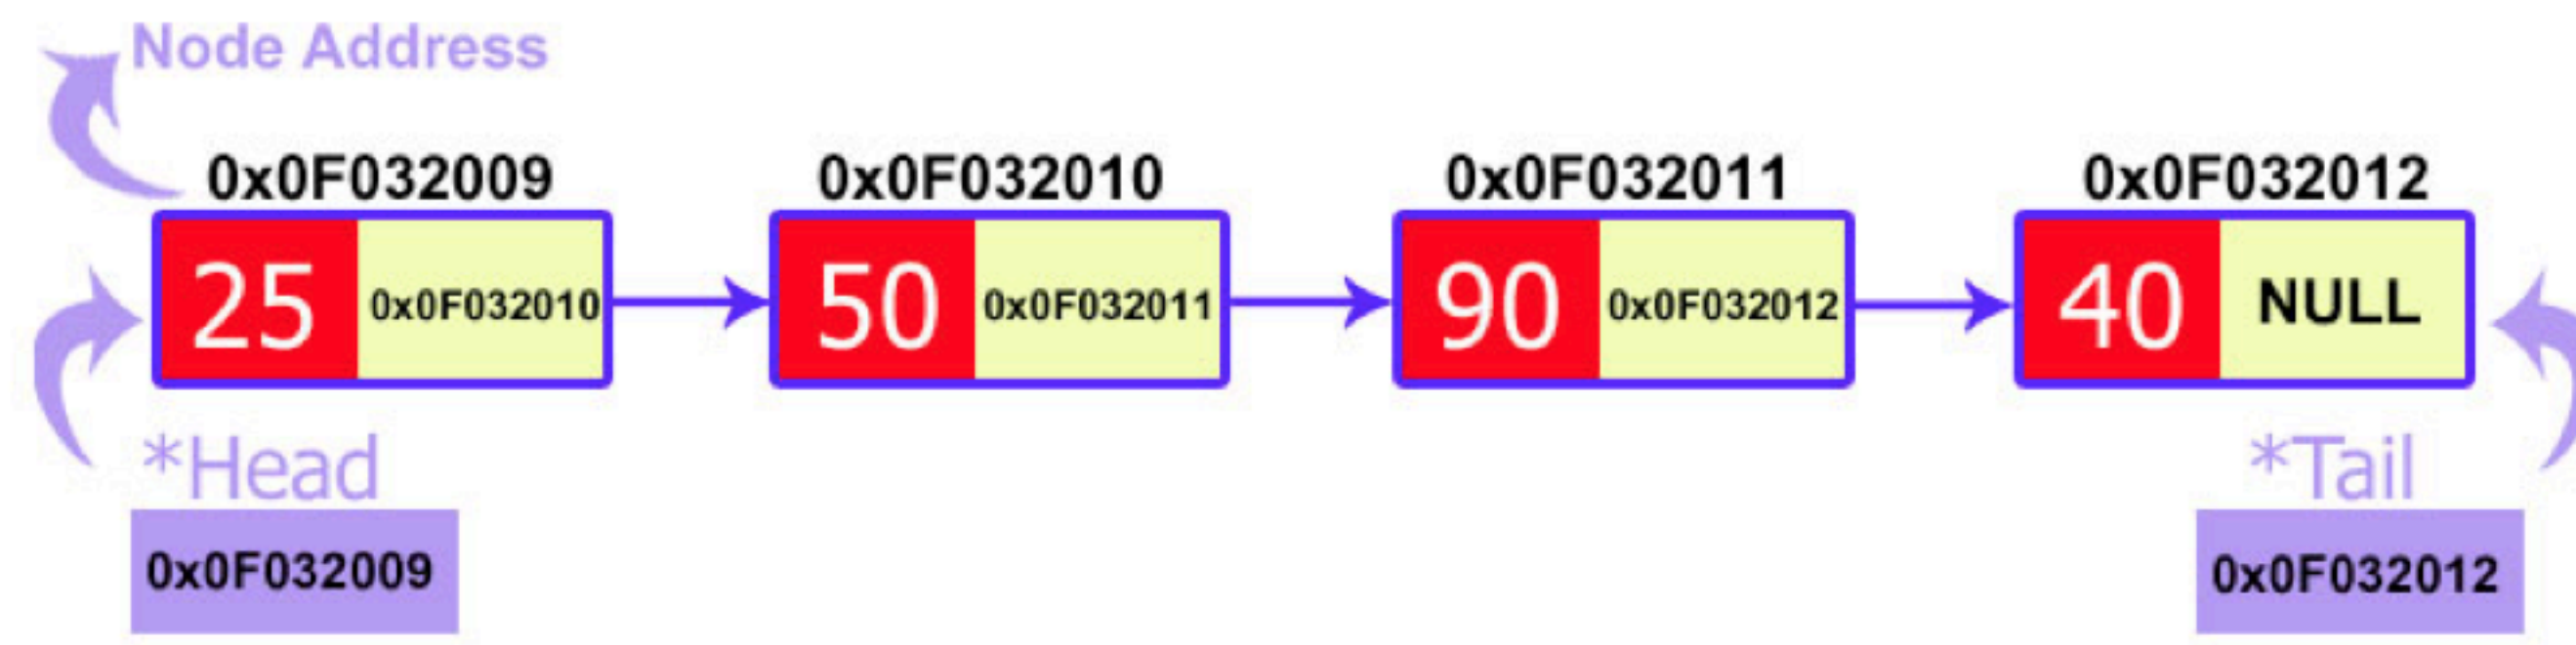 Node Address
0x0F032009 0x0F032010 0x0F032011 0x0F032012
25 0x0F032010 50 0x0F032011 90 0x0F032012 40 NULL
*Head *Tail
0x0F032009 0x0F032012